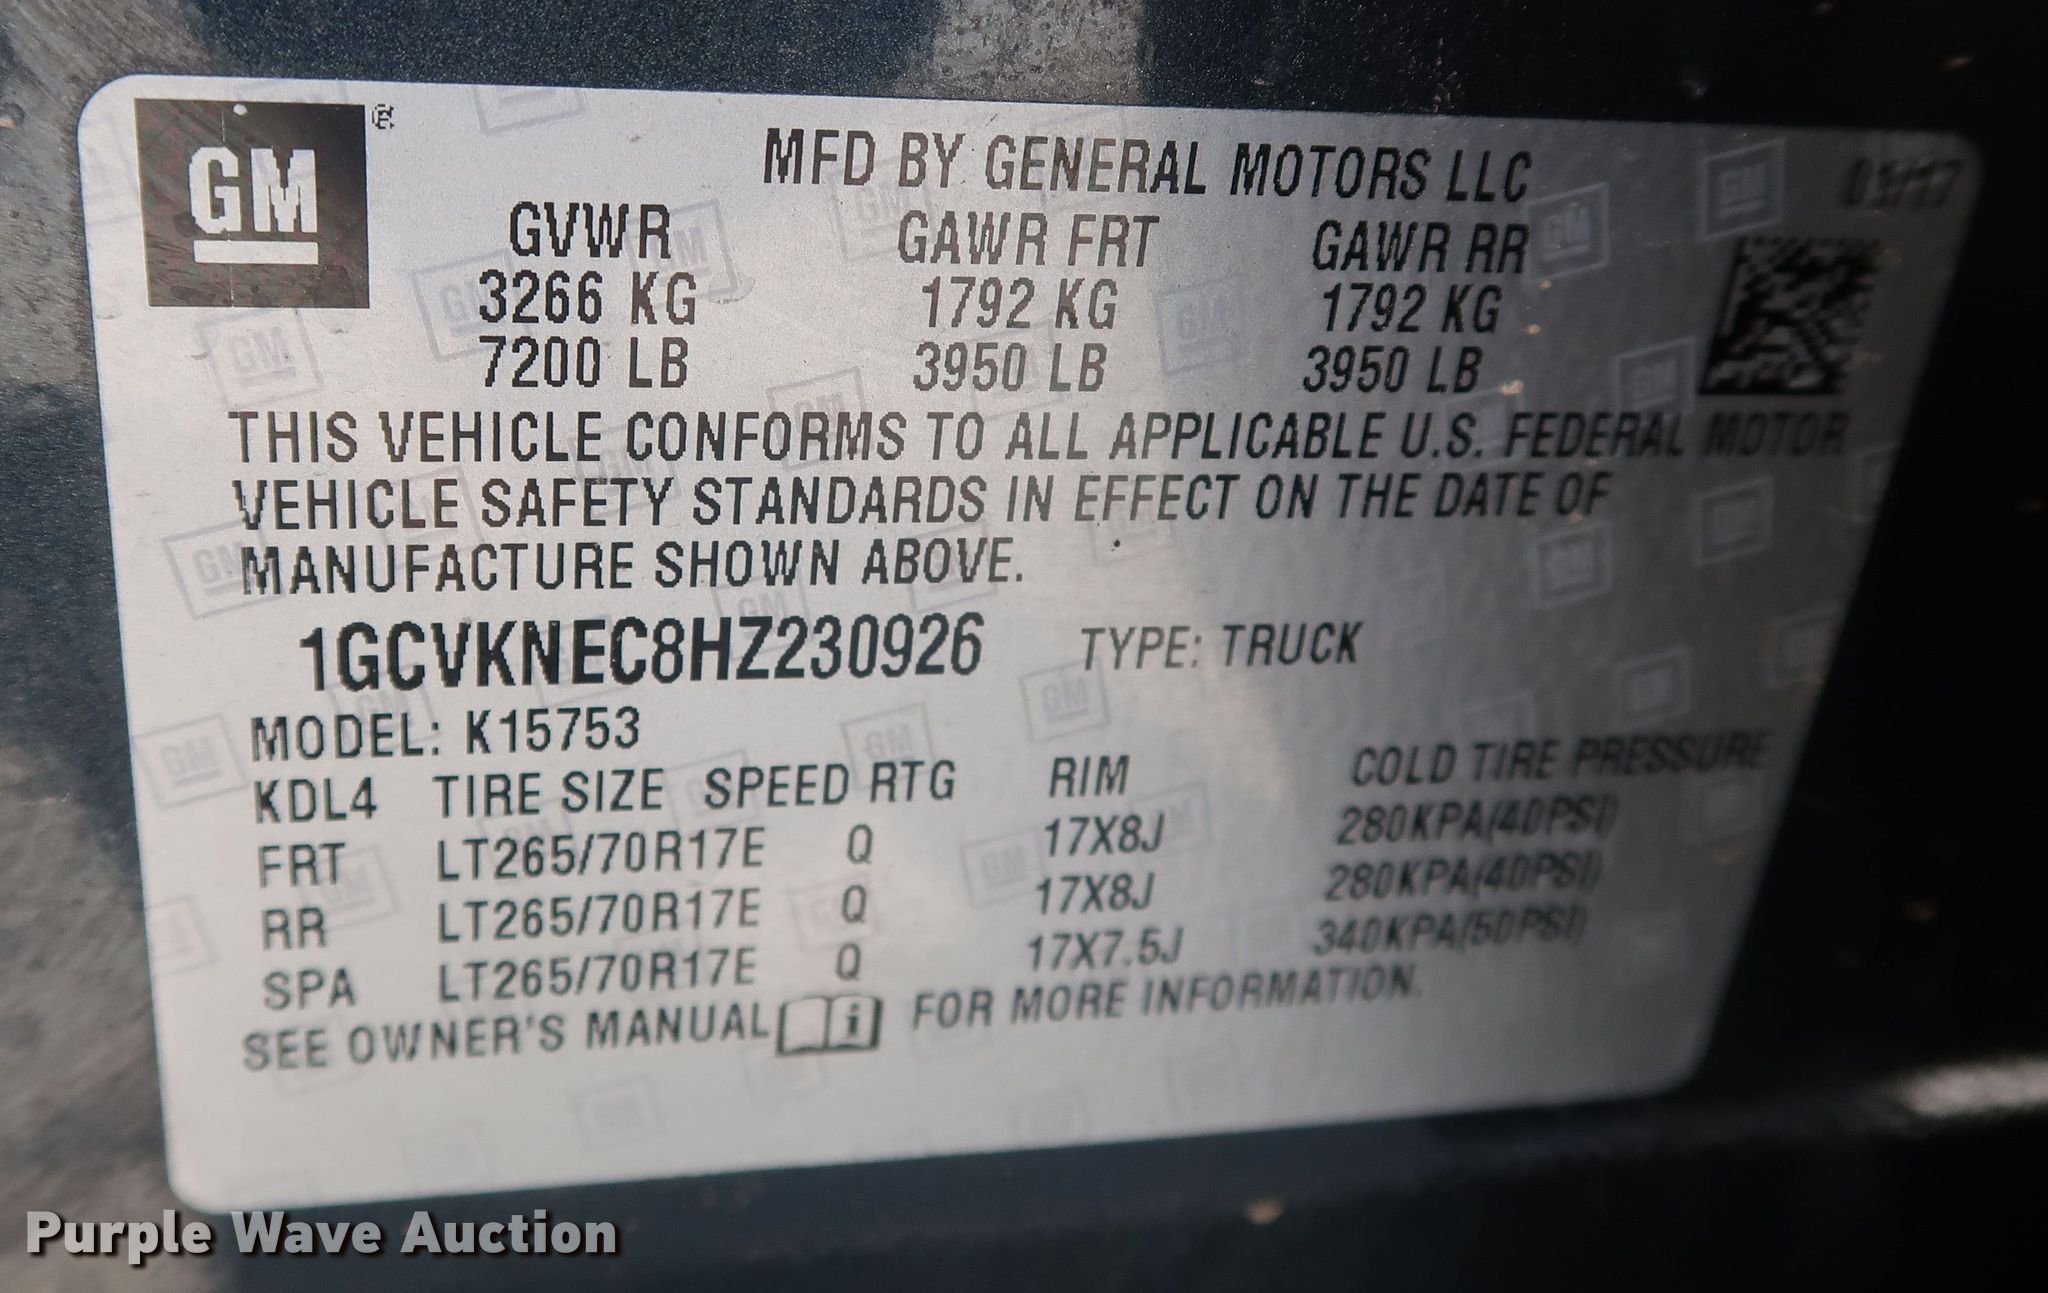 GM ®
MFD BY GENERAL MOTORS LLC 01/17
GVWR GAWR FRT GAWR RR
3266 KG 1792 KG 1792 KG
7200 LB 3950 LB 3950 LB
THIS VEHICLE CONFORMS TO ALL APPLICABLE U.S. FEDERAL MOTOR
VEHICLE SAFETY STANDARDS IN EFFECT ON THE DATE OF
MANUFACTURE SHOWN ABOVE.
1GCVKNEC8HZ230926 TYPE: TRUCK
MODEL: K15753
KDL4 TIRE SIZE SPEED RTG RIM COLD TIRE PRESSURE
FRT LT265/70R17E Q 17X8J 280KPA(40PSI)
RR LT265/70R17E Q 17X8J 280KPA(40PSI)
SPA LT265/70R17E Q 17X7.5J 340KPA(50PSI)
SEE OWNER'S MANUAL i FOR MORE INFORMATION.
Purple Wave Auction